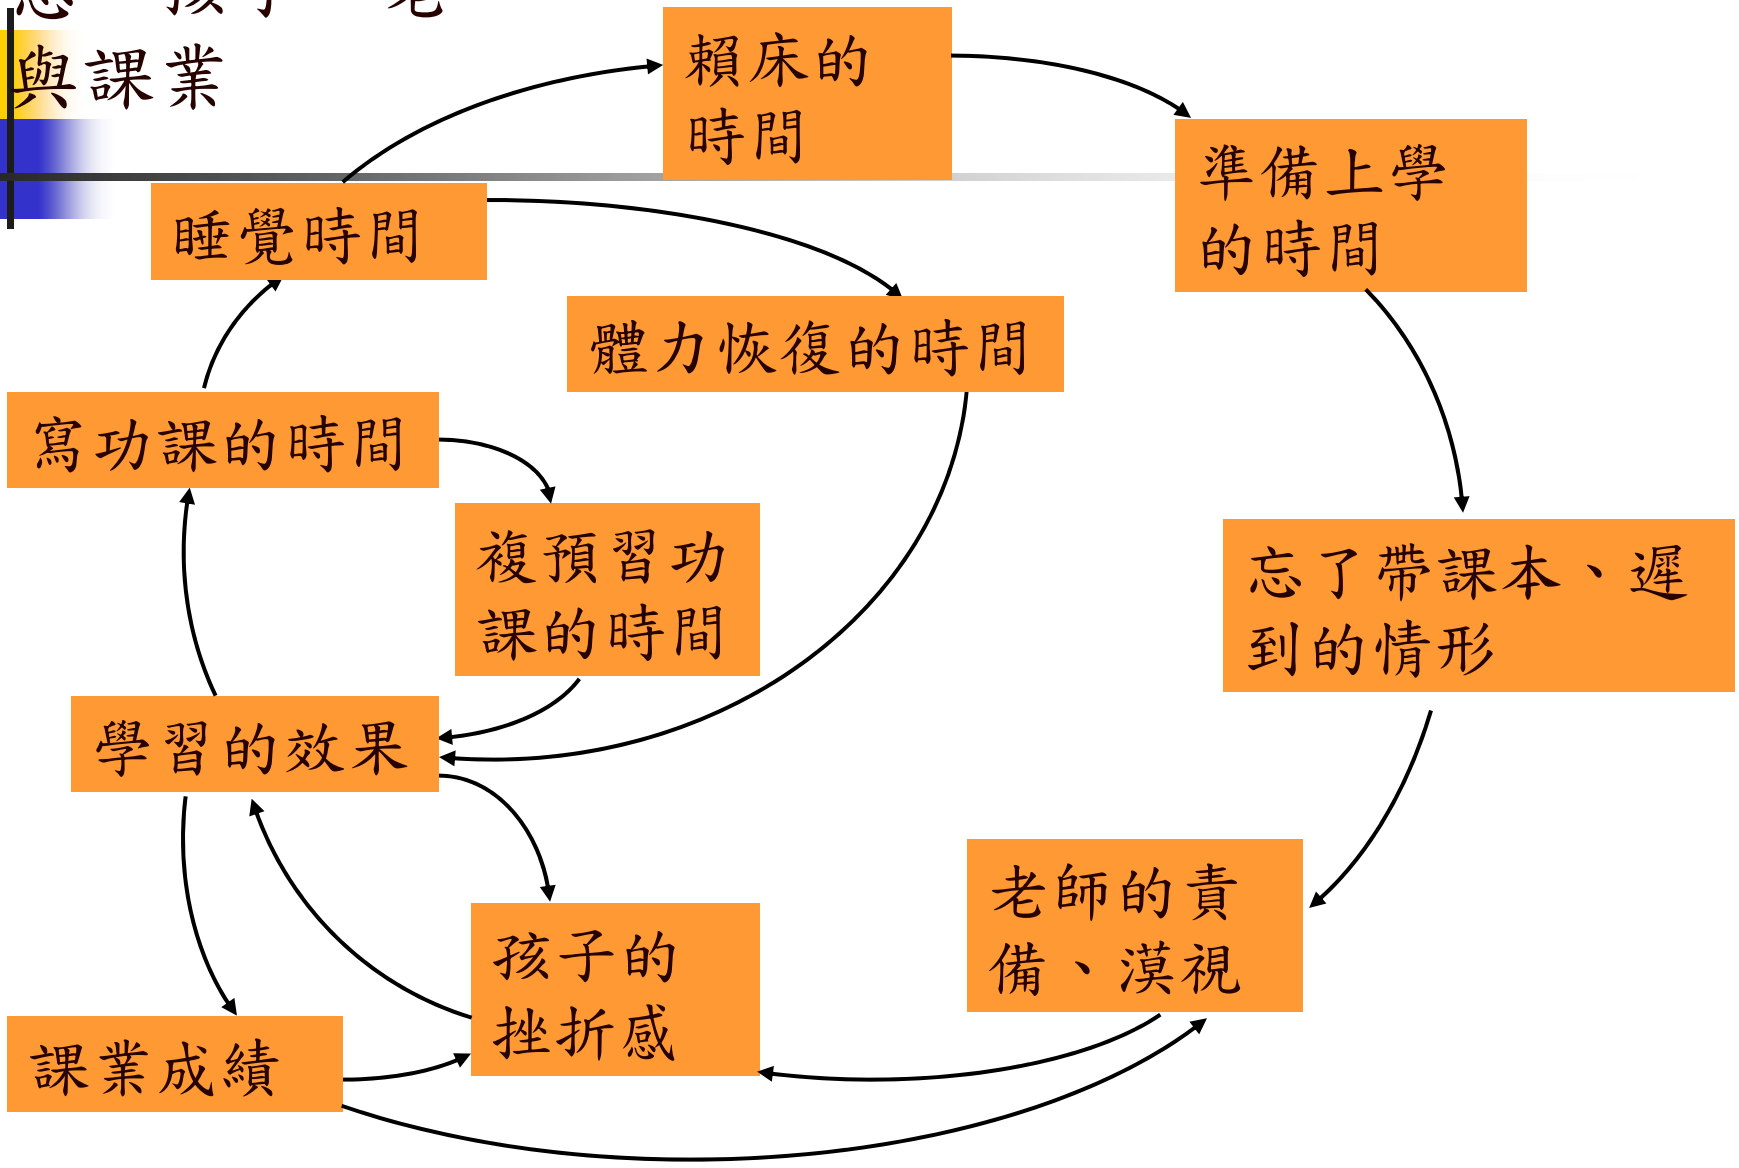 與課業
賴床的
時間
準備上學
的時間
睡覺時間
體力恢復的時間
寫功課的時間
複預習功
課的時間
忘了帶課本、遲
到的情形
學習的效果
老師的責
備、漠視
孩子的
挫折感
課業成績